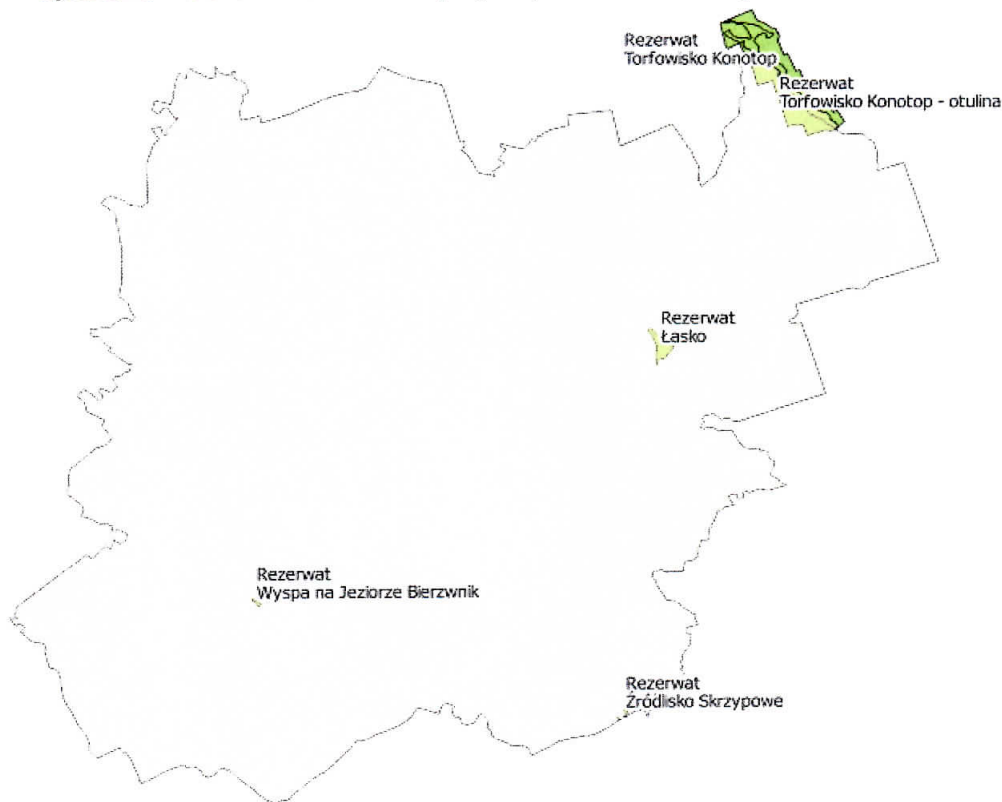 Rezerwat
Torfowisko Konotop
Rezerwat
Torfowisko Konotop - otulina
Rezerwat
Łasko
Rezerwat
Wyspa na Jeziorze Bierzwnik
Rezerwat
Źródlisko Skrzypowe